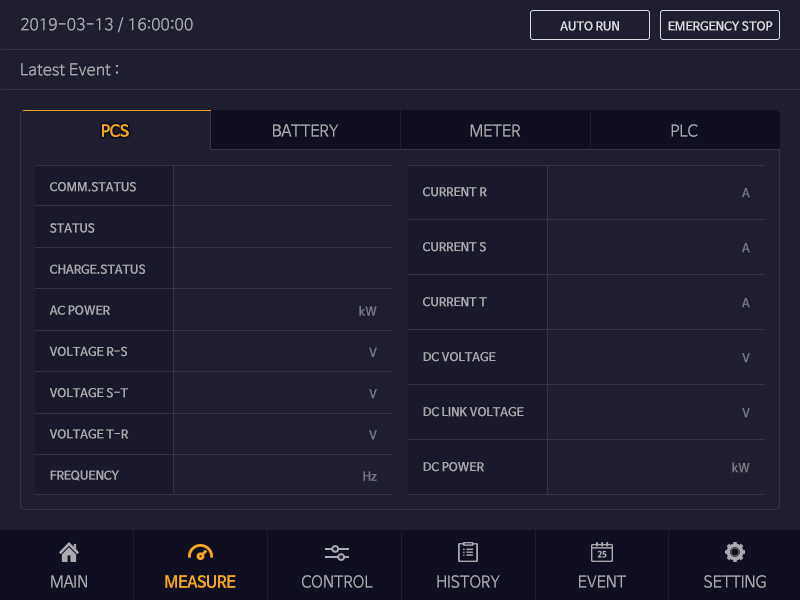 2019-03-13 / 16:00:00
AUTO RUN
EMERGENCY STOP
Latest Event :
PCS
BATTERY
METER
PLC
COMM.STATUS
STATUS
CHARGE.STATUS
AC POWER kW
VOLTAGE R-S V
VOLTAGE S-T V
VOLTAGE T-R V
FREQUENCY Hz
CURRENT R A
CURRENT S A
CURRENT T A
DC VOLTAGE V
DC LINK VOLTAGE V
DC POWER kW
25
MAIN
MEASURE
CONTROL
HISTORY
EVENT
SETTING